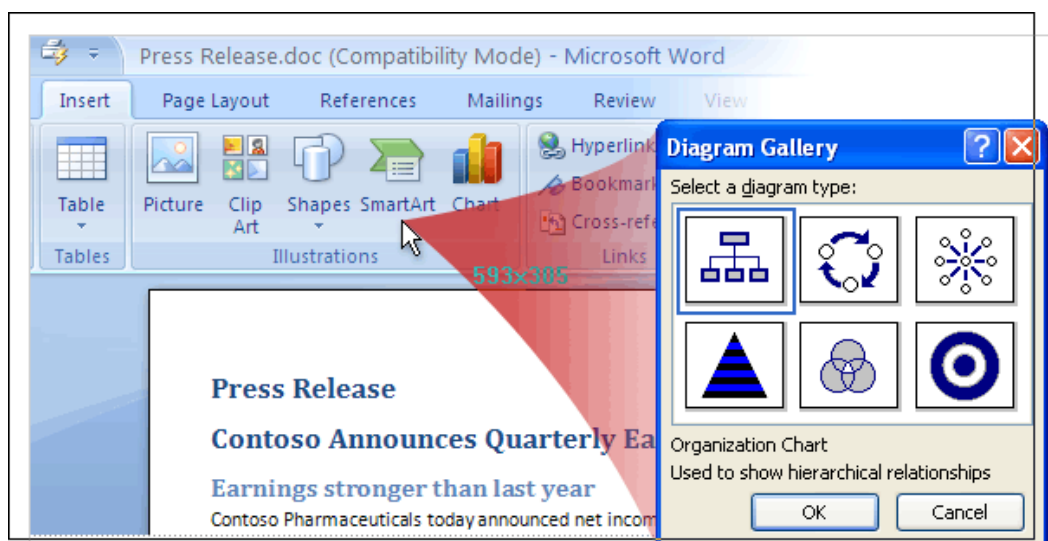 Press Release.doc (Compatibility Mode) - Microsoft Word
Insert Page Layout References Mailings Review View
Hyperlink
Bookmark
Cross-refe
Table Picture Clip Art Shapes SmartArt Chart
Tables Illustrations Links
593×385
Press Release
Contoso Announces Quarterly Ea
Earnings stronger than last year
Contoso Pharmaceuticals today announced net incom
Diagram Gallery
Select a diagram type:
Organization Chart
Used to show hierarchical relationships
OK Cancel